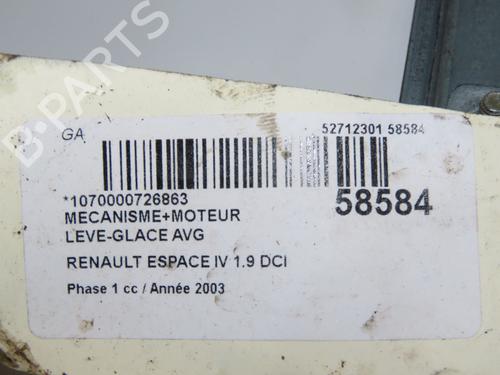 B-PARTS
GA
52712301 58584
*1070000726863
58584
MECANISME+MOTEUR
LEVE-GLACE AVG
RENAULT ESPACE IV 1.9 DCI
Phase 1 cc / Année 2003